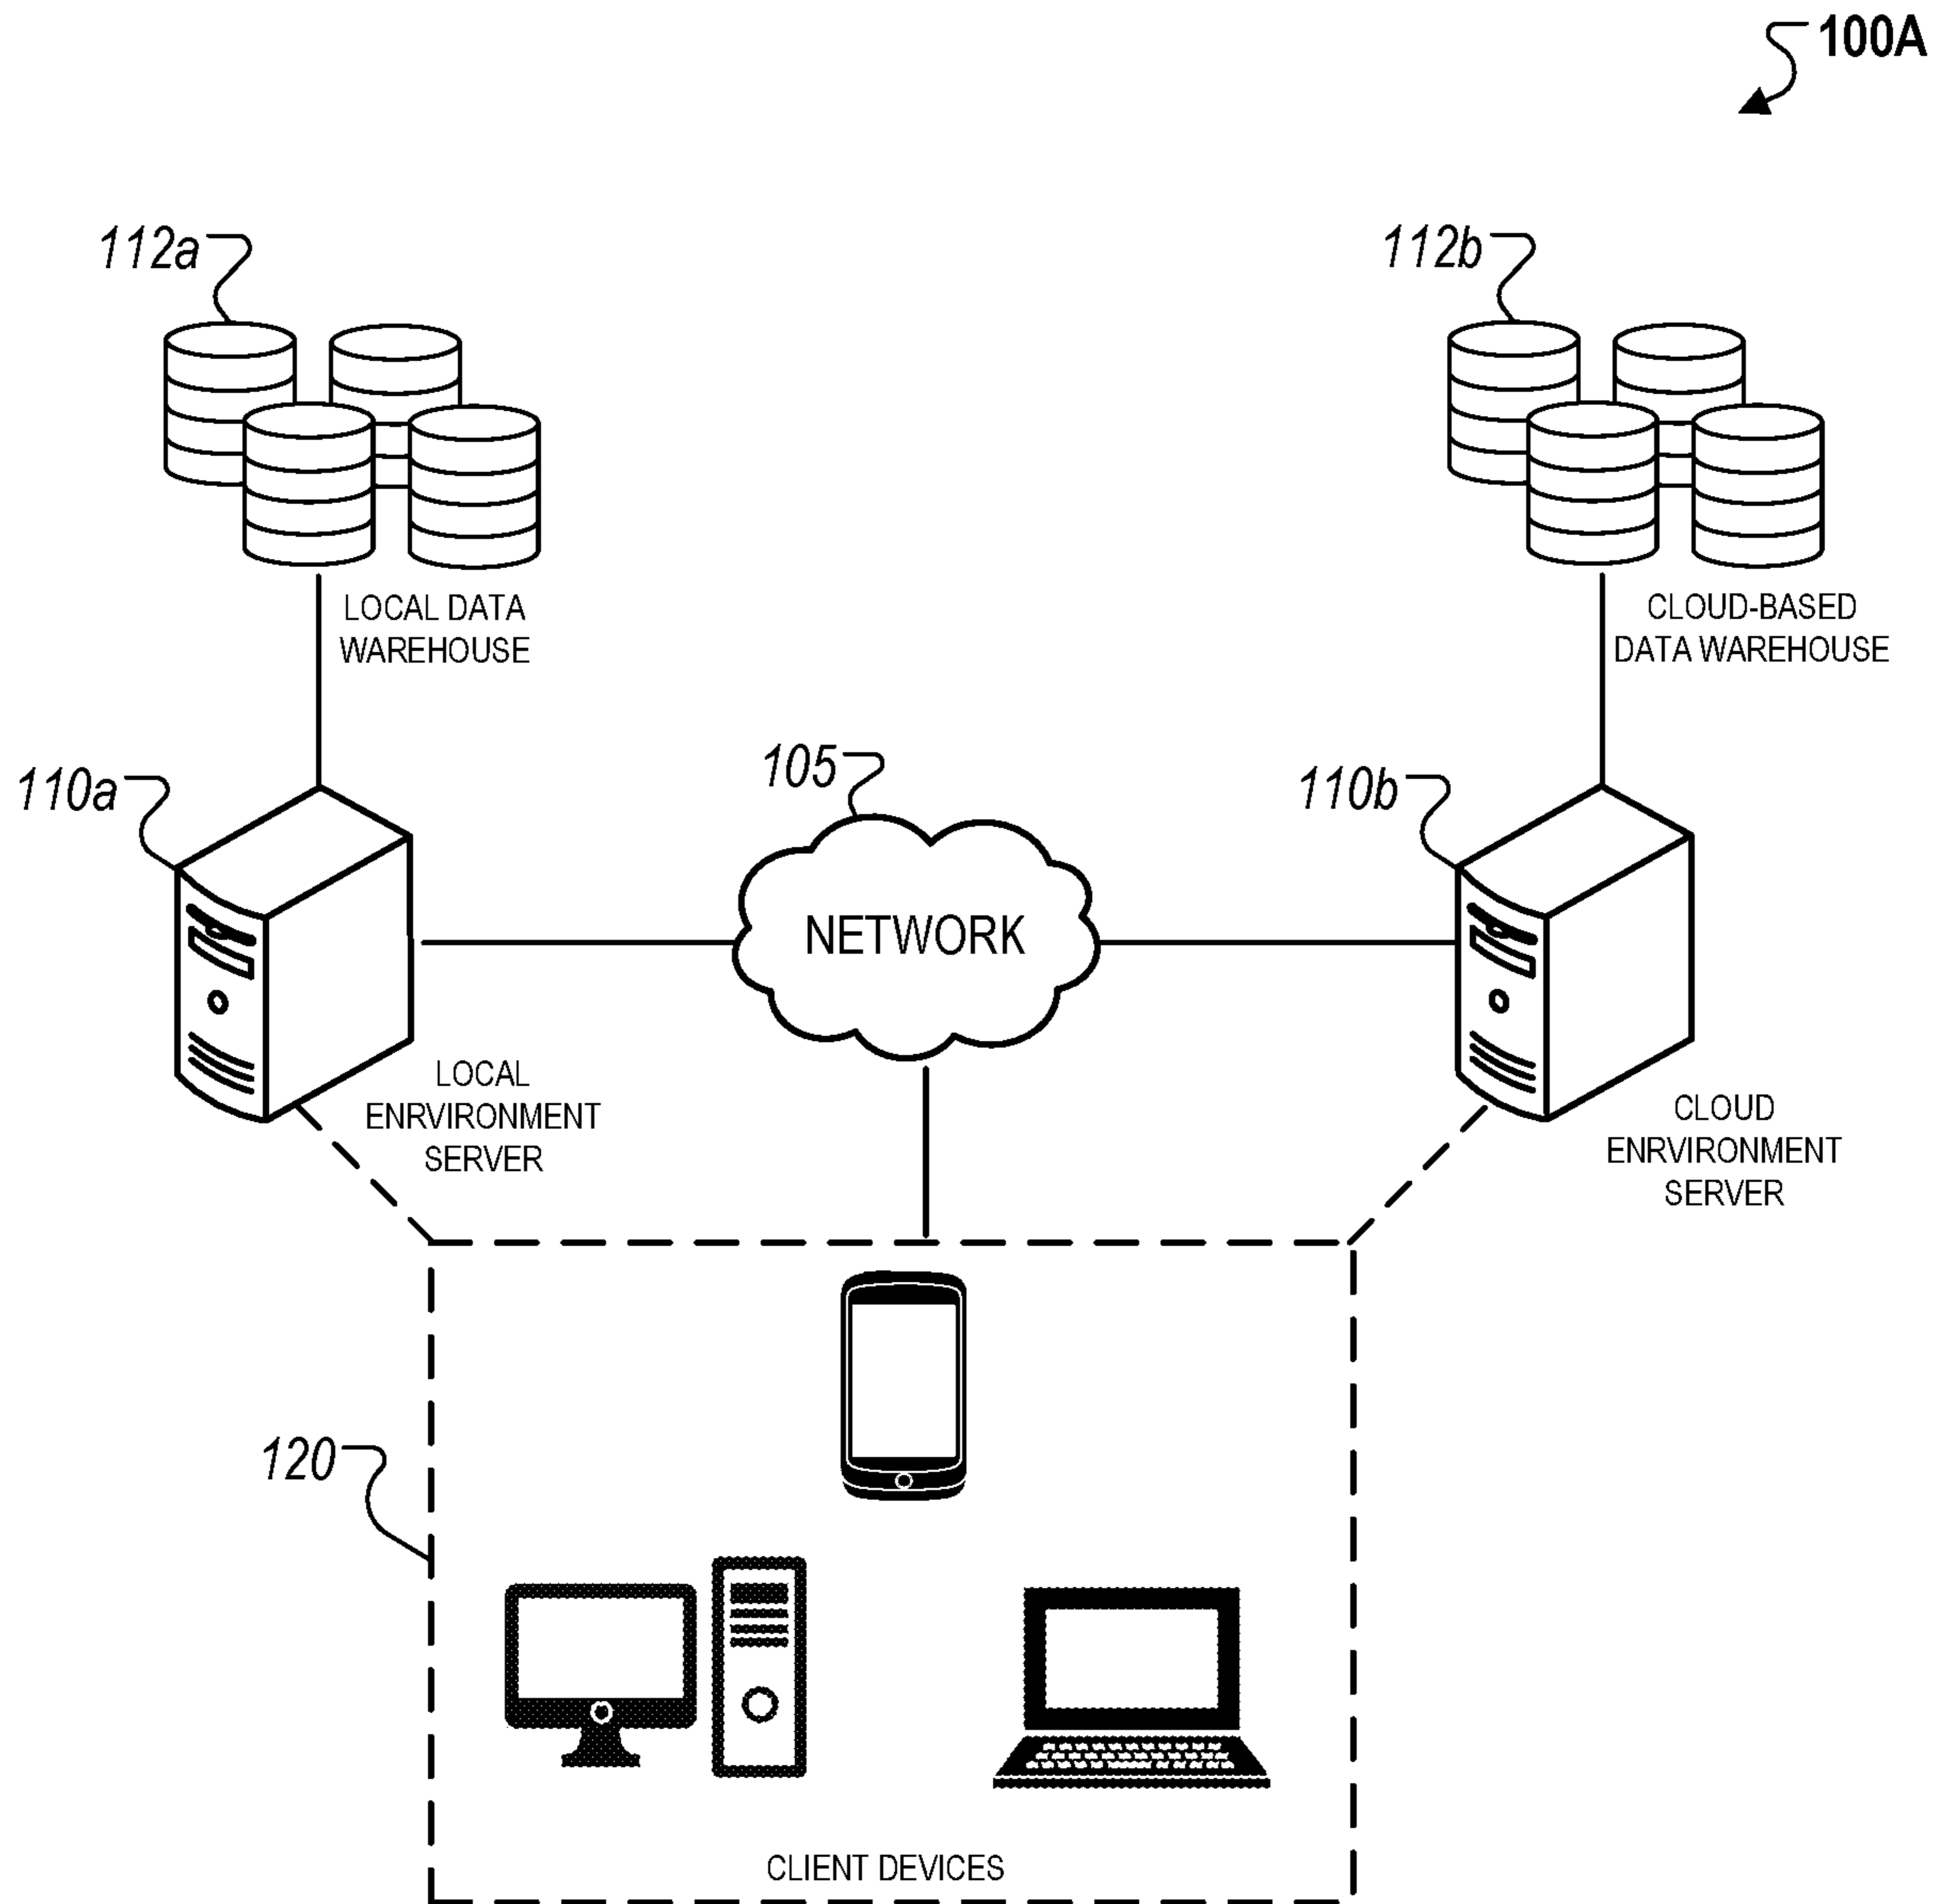 100A
112a
112b
LOCAL DATA
WAREHOUSE
CLOUD-BASED
DATA WAREHOUSE
110a
105
110b
NETWORK
LOCAL
ENRVIRONMENT
SERVER
CLOUD
ENRVIRONMENT
SERVER
120
CLIENT DEVICES